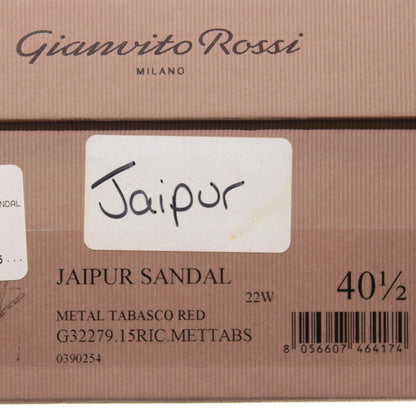 Gianvito Rossi
MILANO
Jaipur
NDAL
JAIPUR SANDAL
22W
40½
METAL TABASCO RED
G32279.15RIC.METTABS
0390254
8 056607 464174